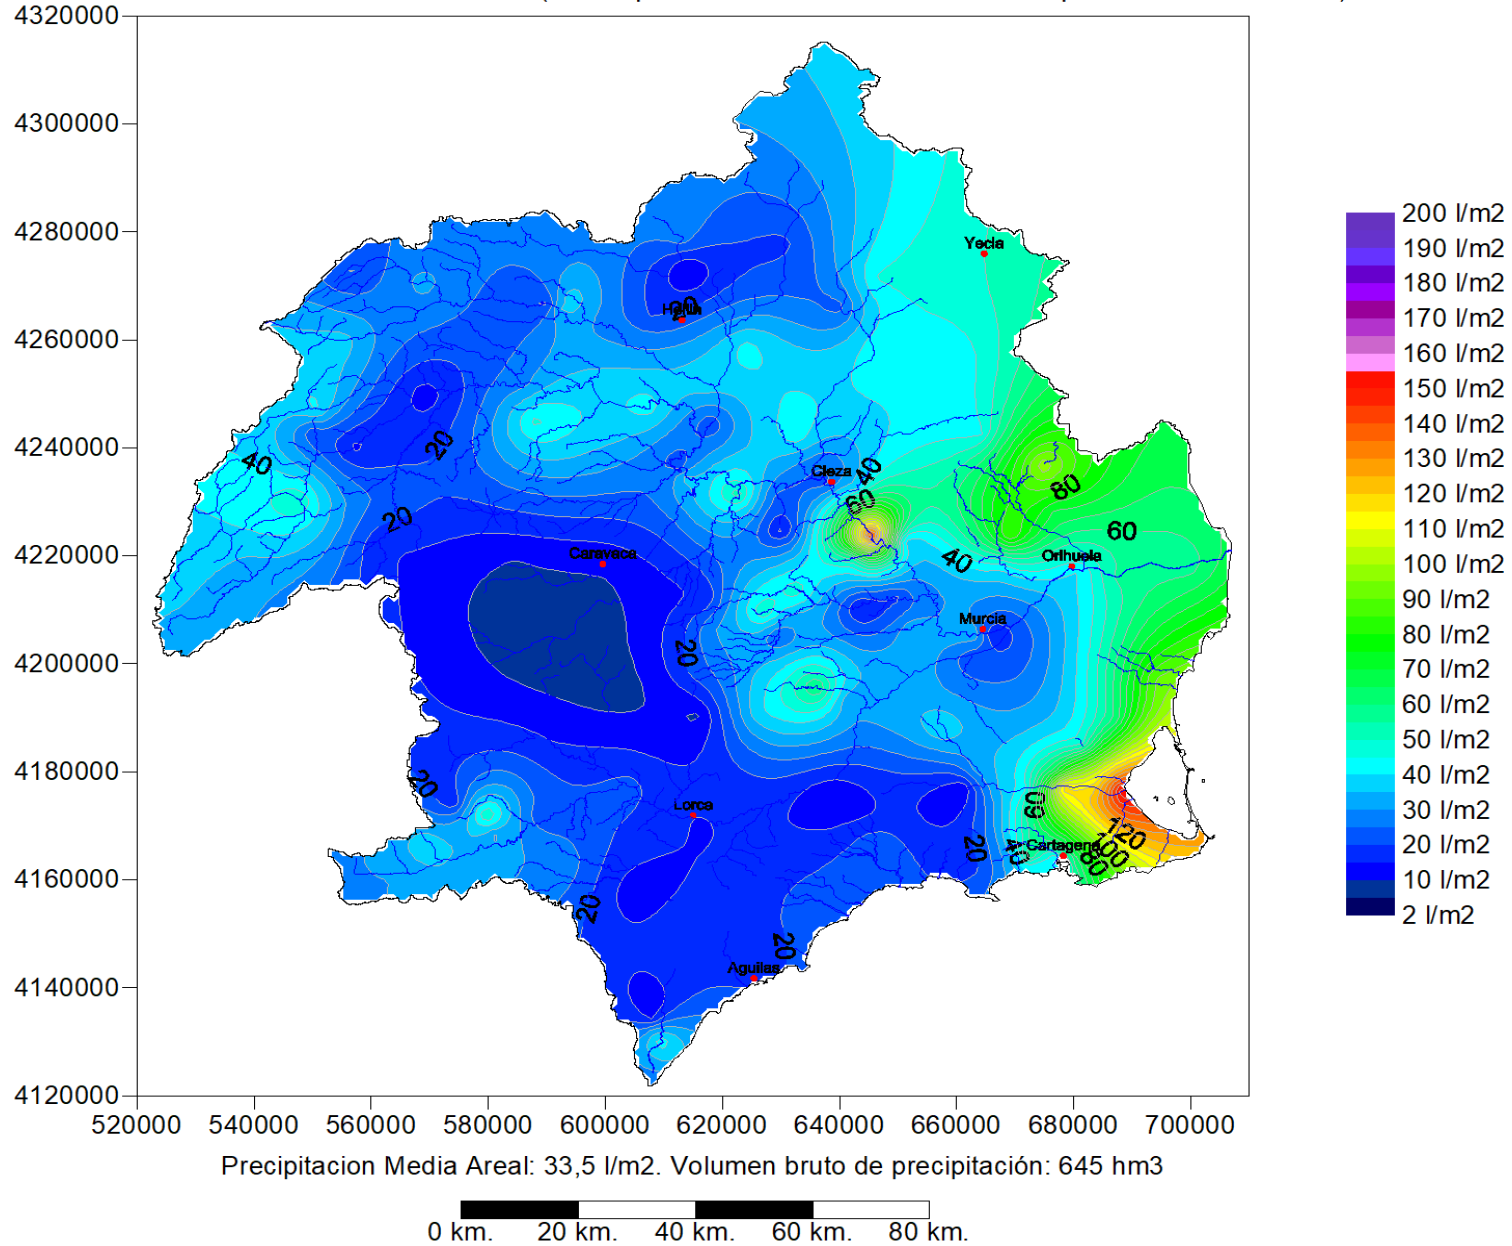 4320000
4300000
4280000
4260000
4240000
4220000
4200000
4180000
4160000
4140000
4120000
520000 540000 560000 580000 600000 620000 640000 660000 680000 700000
Yecla
20
Hellin
40
20
Cieza
40
60
80
20
60
Caravaca
40
Orihuela
Murcia
20
20
Lorca
60
120
100
80
Cartagena
40
20
20
20
Aguilas
200 l/m2
190 l/m2
180 l/m2
170 l/m2
160 l/m2
150 l/m2
140 l/m2
130 l/m2
120 l/m2
110 l/m2
100 l/m2
90 l/m2
80 l/m2
70 l/m2
60 l/m2
50 l/m2
40 l/m2
30 l/m2
20 l/m2
10 l/m2
2 l/m2
Precipitacion Media Areal: 33,5 l/m2. Volumen bruto de precipitación: 645 hm3
0 km. 20 km. 40 km. 60 km. 80 km.